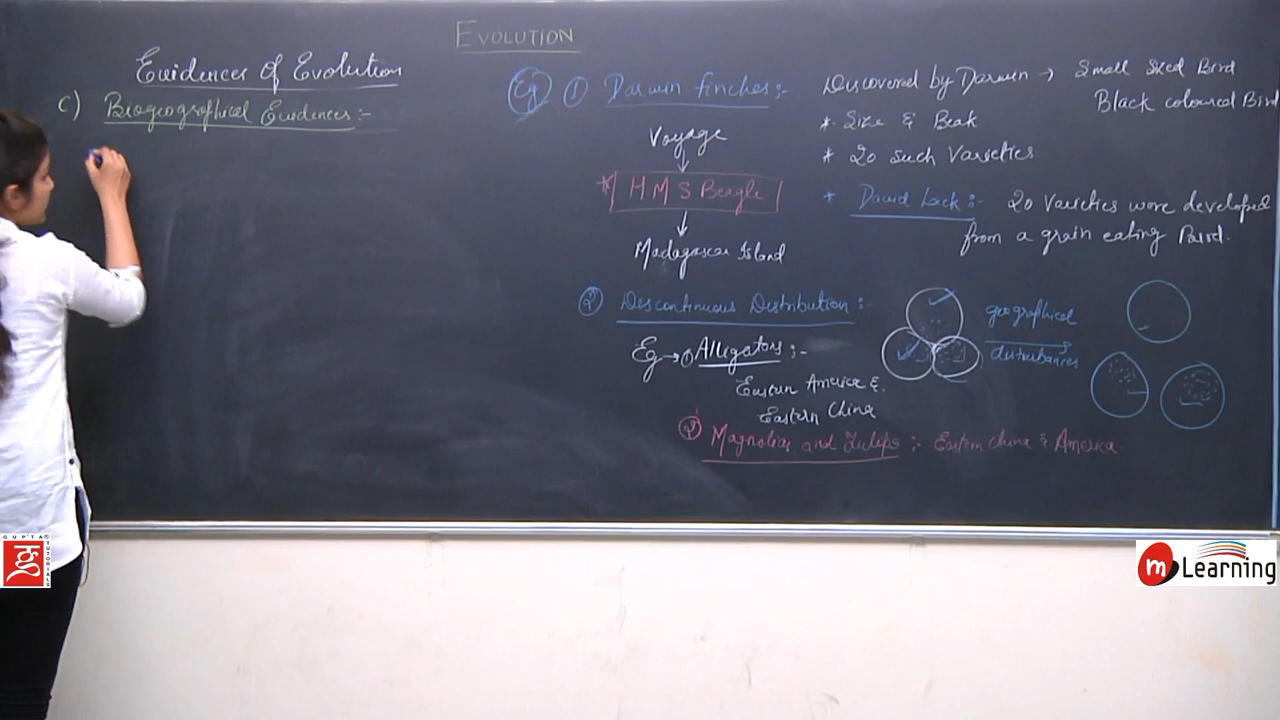 EVOLUTION
Evidences of Evolution
c) Biogeographical Evidences:-
Eg ① Darwin finches:-
Voyage
* HMS Beagle
Madagascar Island
Discovered by Darwin → Small Sized Bird
Black coloured Bird
* Size & Beak
* 20 such Varieties
* David Lack:- 20 varieties were developed
from a grain eating Bird.
② Descontinuous Distribution:-
Eg → ① Alligators:-
Eastern America &
Eastern China
② Magnolias and Tulips:- Eastern China & America.
geographical
disturbances
GUPTA TUTORIALS
m Learning